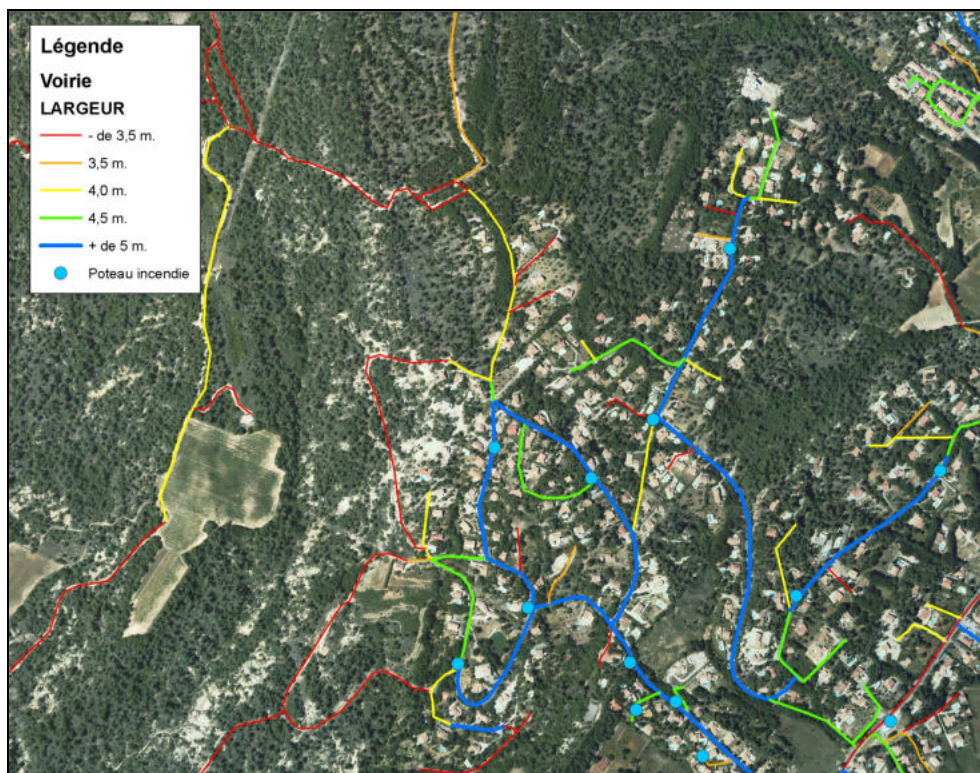 Légende
Voirie
LARGEUR
- de 3,5 m.
3,5 m.
4,0 m.
4,5 m.
+ de 5 m.
Poteau incendie